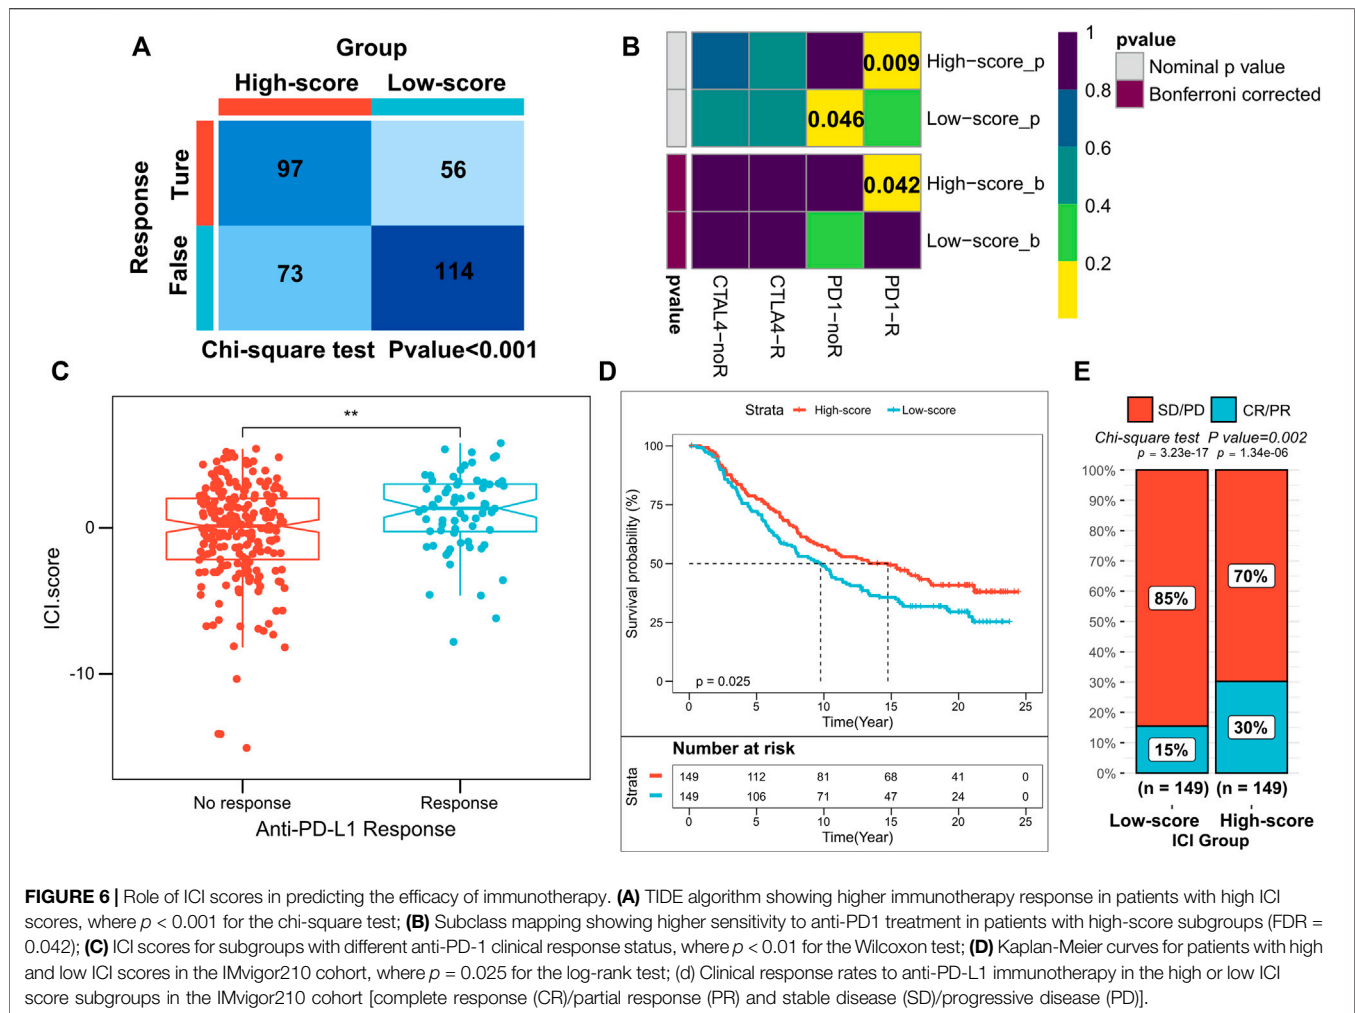 A
Group
High-score Low-score
Response
Ture
False
97 56
73 114
Chi-square test Pvalue<0.001
B
0.009
High−score_p
0.046
Low−score_p
0.042
High−score_b
Low−score_b
pvalue
CTAL4−noR
CTLA4−R
PD1−noR
PD1−R
1
0.8
0.6
0.4
0.2
pvalue
Nominal p value
Bonferroni corrected
C
**
ICI.score
0
-10
No response Response
Anti-PD-L1 Response
D
Strata High-score Low-score
Survival probability (%)
100
75
50
25
0
p = 0.025
0 5 10 15 20 25
Time(Year)
Number at risk
Strata
149 112 81 68 41 0
149 106 71 47 24 0
0 5 10 15 20 25
Time(Year)
E
SD/PD CR/PR
Chi-square test P value=0.002
p = 3.23e-17 p = 1.34e-06
100%
90%
80%
70%
60%
50%
40%
30%
20%
10%
0%
85%
15%
70%
30%
(n = 149) (n = 149)
Low-score High-score
ICI Group
FIGURE 6 | Role of ICI scores in predicting the efficacy of immunotherapy. (A) TIDE algorithm showing higher immunotherapy response in patients with high ICI
scores, where p < 0.001 for the chi-square test; (B) Subclass mapping showing higher sensitivity to anti-PD1 treatment in patients with high-score subgroups (FDR =
0.042); (C) ICI scores for subgroups with different anti-PD-1 clinical response status, where p < 0.01 for the Wilcoxon test; (D) Kaplan-Meier curves for patients with high
and low ICI scores in the IMvigor210 cohort, where p = 0.025 for the log-rank test; (d) Clinical response rates to anti-PD-L1 immunotherapy in the high or low ICI
score subgroups in the IMvigor210 cohort [complete response (CR)/partial response (PR) and stable disease (SD)/progressive disease (PD)].